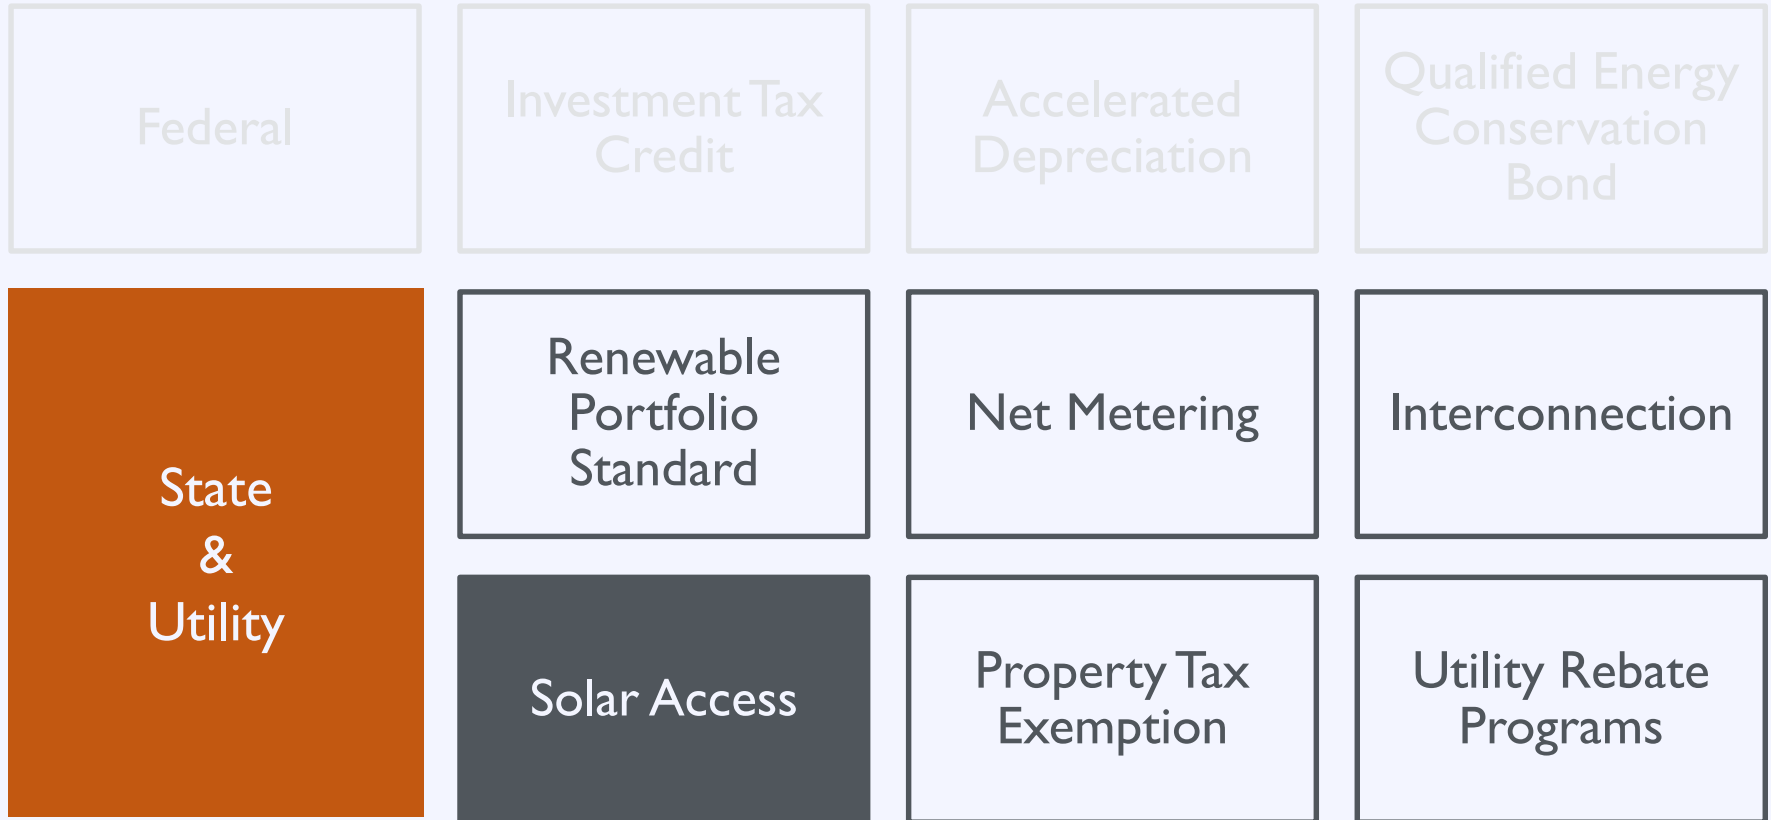 Federal
Investment Tax
Credit
Accelerated
Depreciation
Qualified Energy
Conservation
Bond
State
&
Utility
Renewable
Portfolio
Standard
Net Metering
Interconnection
Solar Access
Property Tax
Exemption
Utility Rebate
Programs